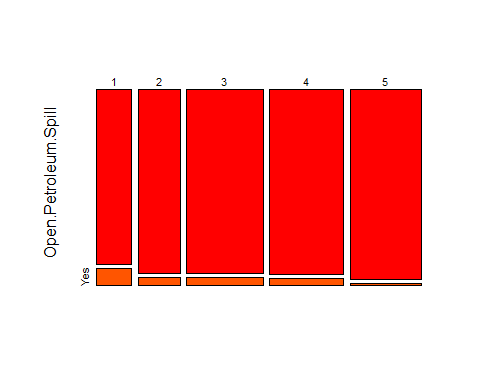 1 2 3 4 5
Open.Petroleum.Spill
Yes